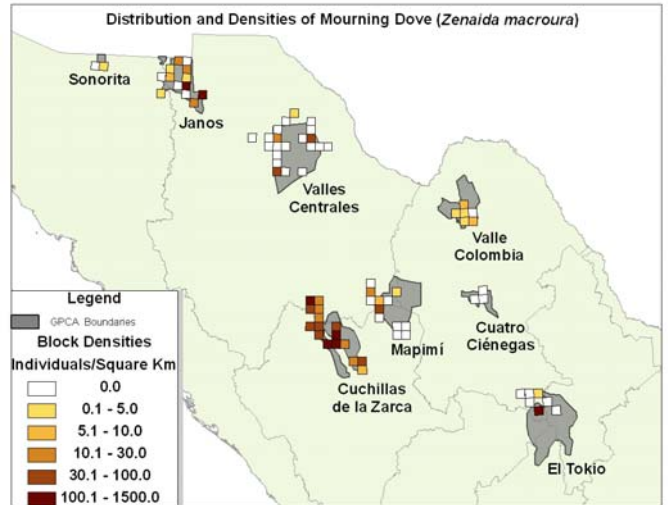 Distribution and Densities of Mourning Dove (Zenaida macroura)
Sonorita
Janos
Valles
Centrales
Valle
Colombia
Mapimí
Cuatro
Ciénegas
Cuchillas
de la Zarca
El Tokio
Legend
GPCA Boundaries
Block Densities
Individuals/Square Km
0.0
0.1 - 5.0
5.1 - 10.0
10.1 - 30.0
30.1 - 100.0
100.1 - 1500.0